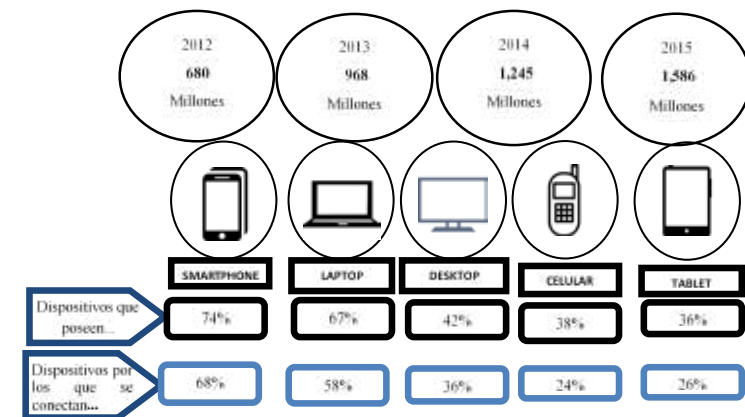 2012
680
Millones
2013
968
Millones
2014
1,245
Millones
2015
1,586
Millones
SMARTPHONE
LAPTOP
DESKTOP
CELULAR
TABLET
Dispositivos que
poseen...
74%
67%
42%
38%
36%
Dispositivos por
los que se
conectan...
68%
58%
36%
24%
26%